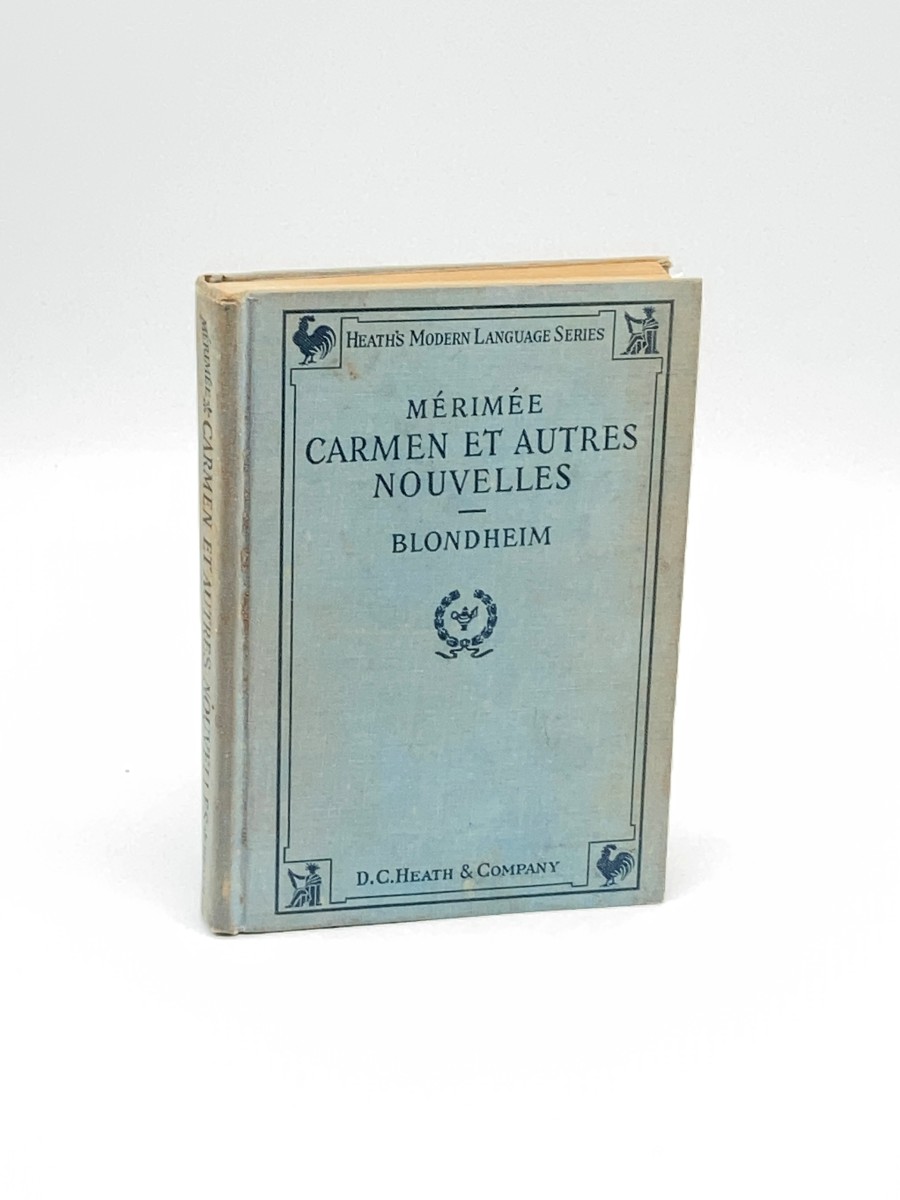 HEATH'S MODERN LANGUAGE SERIES
MÉRIMÉE
CARMEN ET AUTRES
NOUVELLES
BLONDHEIM
D.C. HEATH & COMPANY
MÉRIMÉE CARMEN ET AUTRES NOUVELLES